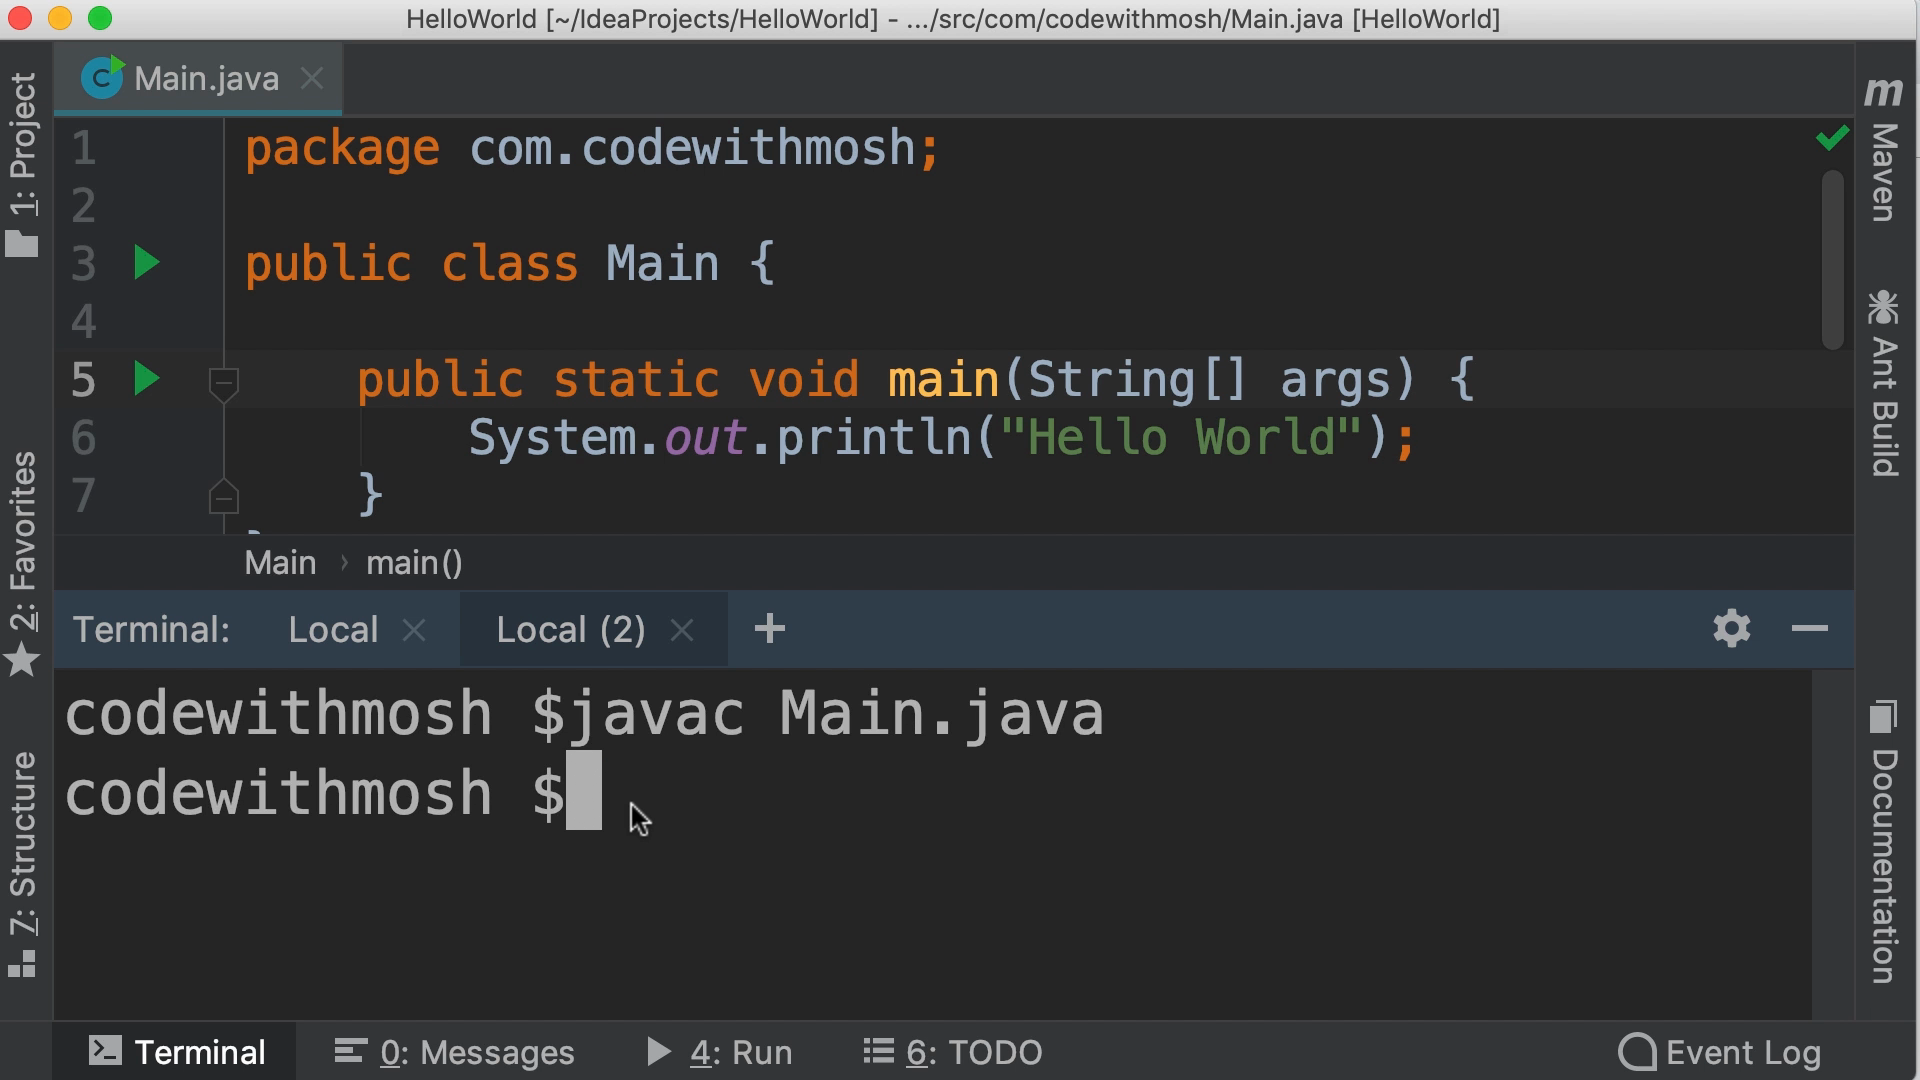 HelloWorld [~/IdeaProjects/HelloWorld] - .../src/com/codewithmosh/Main.java [HelloWorld]
Main.java
1 package com.codewithmosh;
2
3 public class Main {
4
5 public static void main(String[] args) {
6 System.out.println("Hello World");
7 }
Main › main()
Terminal: Local Local (2) +
codewithmosh $javac Main.java
codewithmosh $
Terminal 0: Messages 4: Run 6: TODO Event Log
1: Project
2: Favorites
7: Structure
m Maven
Ant Build
Documentation